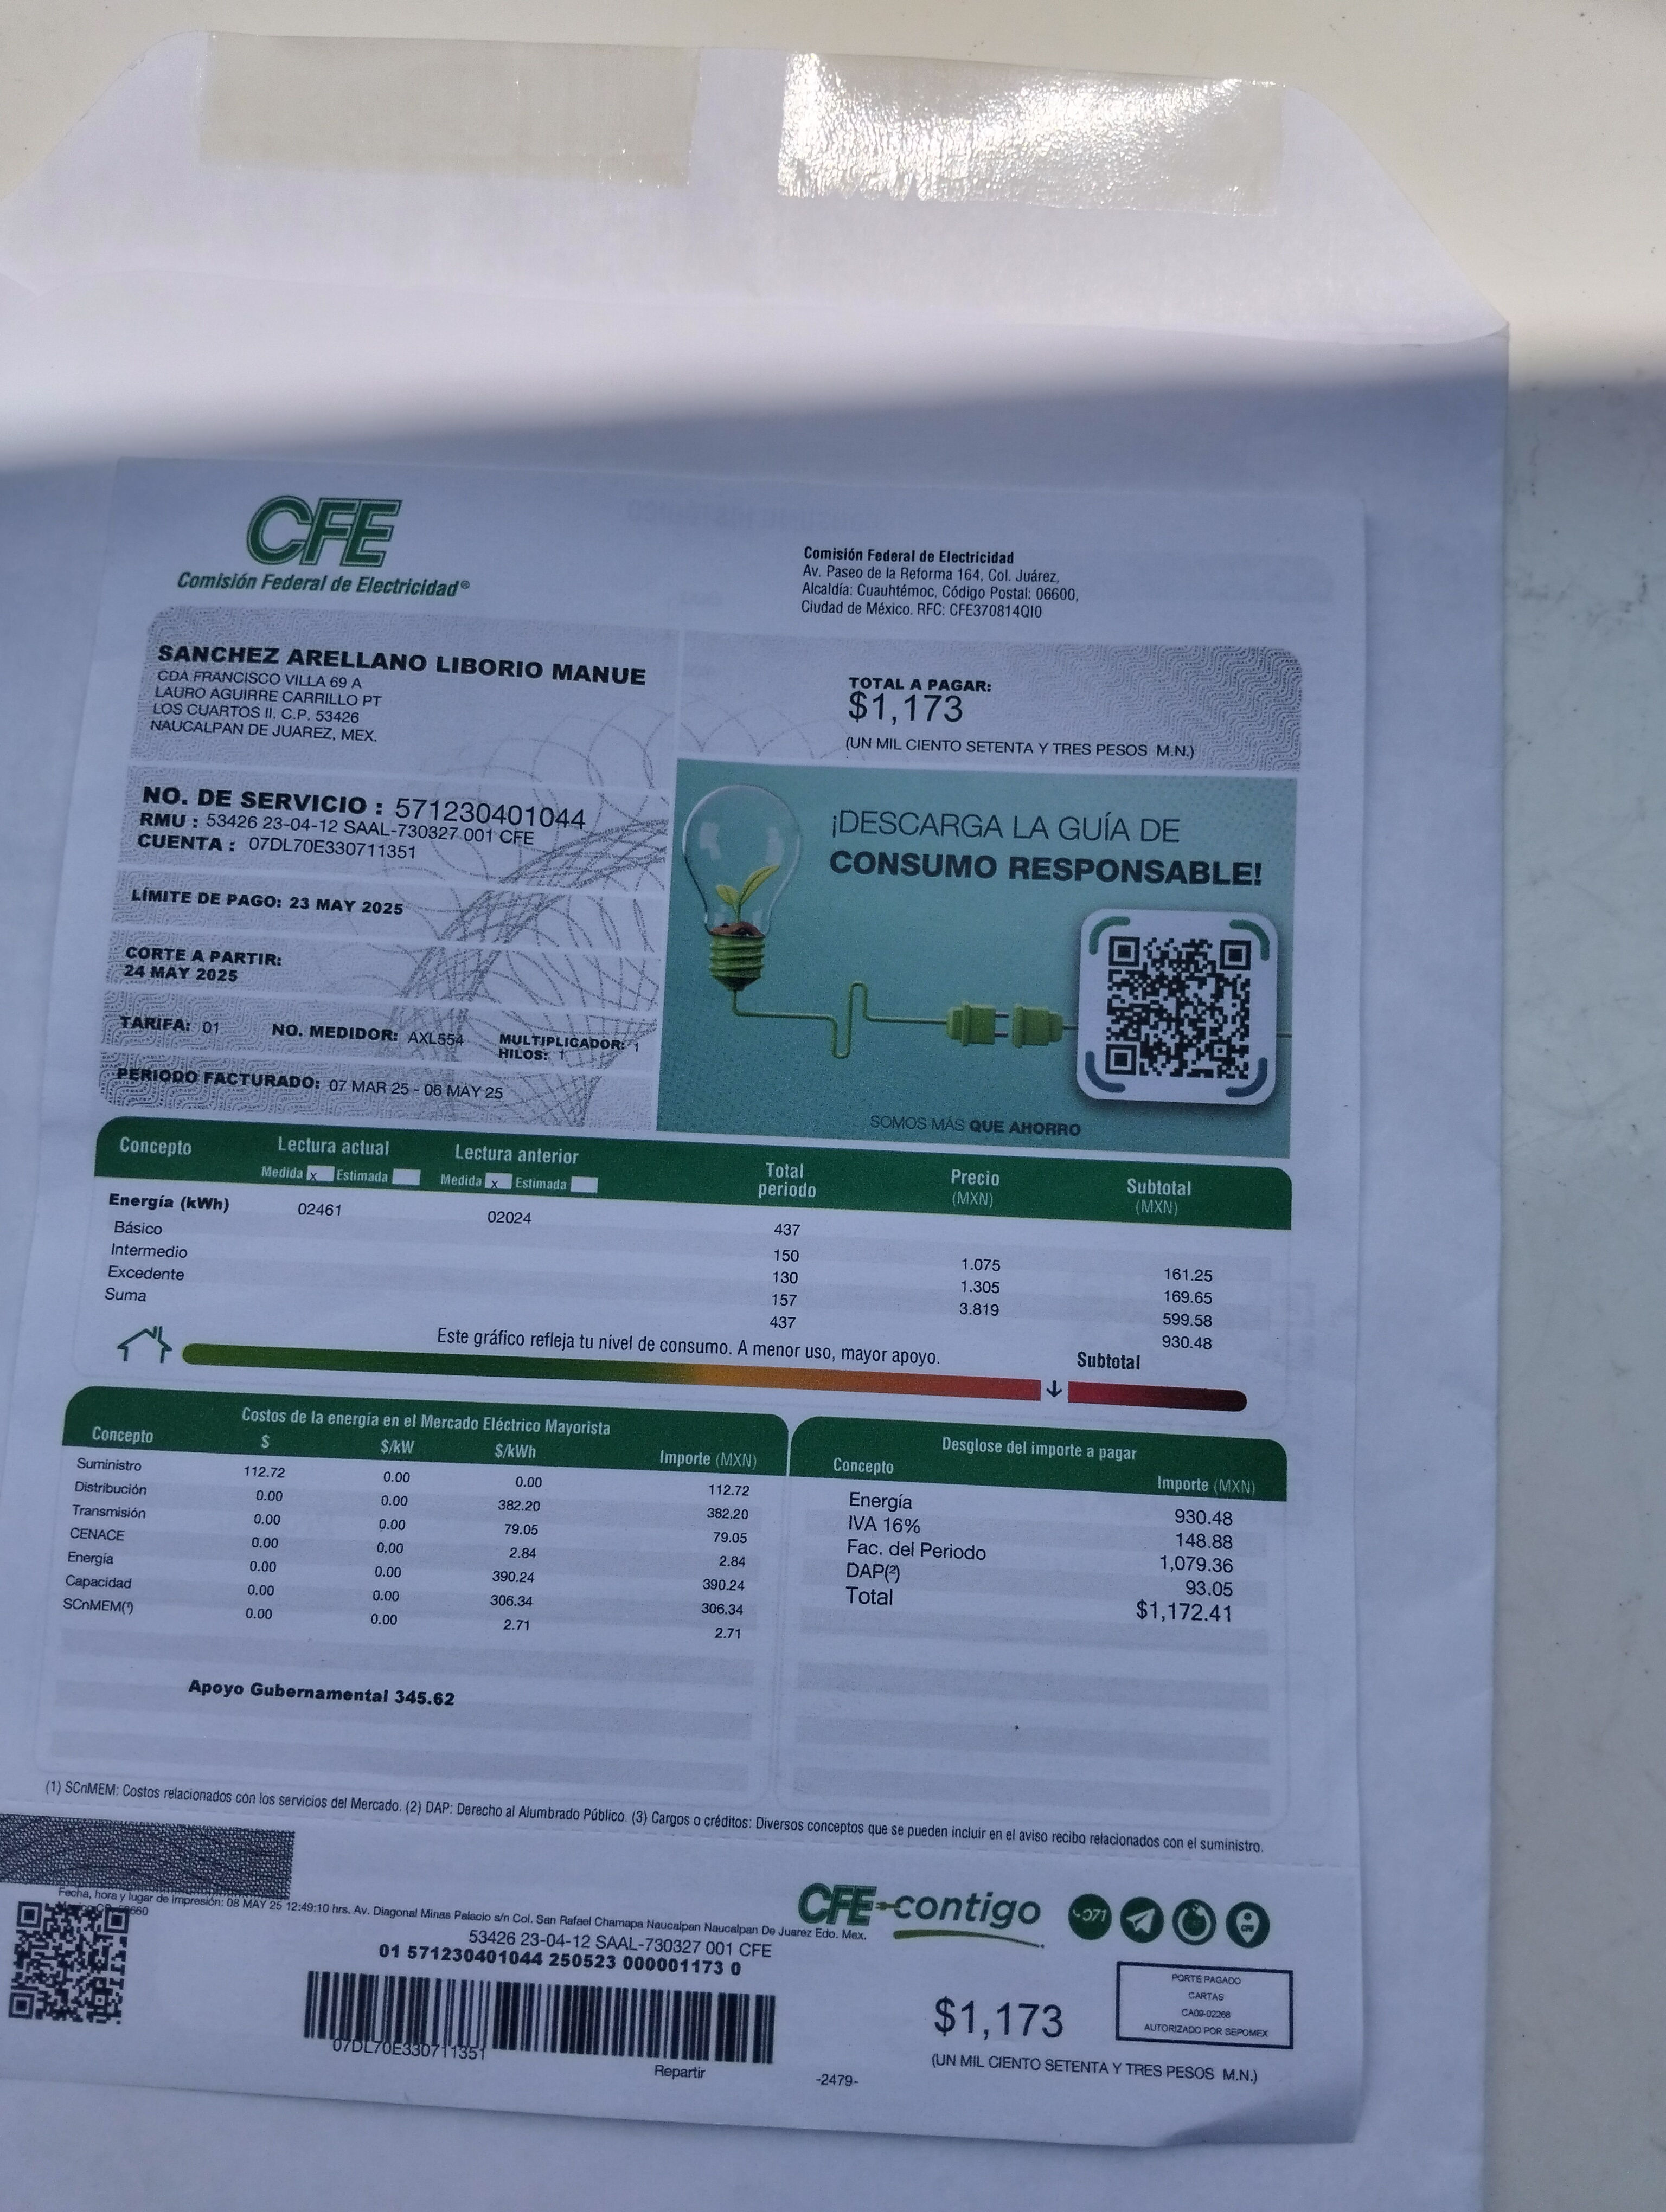 CFE
Comisión Federal de Electricidad®
Comisión Federal de Electricidad
Av. Paseo de la Reforma 164, Col. Juárez,
Alcaldía: Cuauhtémoc, Código Postal: 06600,
Ciudad de México. RFC: CFE370814QI0
SANCHEZ ARELLANO LIBORIO MANUE
CDA FRANCISCO VILLA 69 A
LAURO AGUIRRE CARRILLO PT
LOS CUARTOS II. C.P. 53426
NAUCALPAN DE JUAREZ, MEX.
TOTAL A PAGAR:
$1,173
(UN MIL CIENTO SETENTA Y TRES PESOS M.N.)
NO. DE SERVICIO : 571230401044
RMU : 53426 23-04-12 SAAL-730327 001 CFE
CUENTA : 07DL70E330711351
LÍMITE DE PAGO: 23 MAY 2025
CORTE A PARTIR:
24 MAY 2025
TARIFA: 01 NO. MEDIDOR: AXL554 MULTIPLICADOR: 1
HILOS: 1
PERIODO FACTURADO: 07 MAR 25 - 06 MAY 25
¡DESCARGA LA GUÍA DE
CONSUMO RESPONSABLE!
SOMOS MÁS QUE AHORRO
Concepto Lectura actual Lectura anterior Total periodo Precio (MXN) Subtotal (MXN)
Medida x Estimada Medida x Estimada
Energía (kWh) 02461 02024 437
Básico 150 1.075 161.25
Intermedio 130 1.305 169.65
Excedente 157 3.819 599.58
Suma 437 930.48
Este gráfico refleja tu nivel de consumo. A menor uso, mayor apoyo.
Subtotal
Costos de la energía en el Mercado Eléctrico Mayorista
Concepto $ $/kW $/kWh Importe (MXN)
Suministro 112.72 0.00 0.00 112.72
Distribución 0.00 0.00 382.20 382.20
Transmisión 0.00 0.00 79.05 79.05
CENACE 0.00 0.00 2.84 2.84
Energía 0.00 0.00 390.24 390.24
Capacidad 0.00 0.00 306.34 306.34
SCnMEM(¹) 0.00 0.00 2.71 2.71
Apoyo Gubernamental 345.62
Desglose del importe a pagar
Concepto Importe (MXN)
Energía 930.48
IVA 16% 148.88
Fac. del Periodo 1,079.36
DAP(²) 93.05
Total $1,172.41
(1) SCnMEM: Costos relacionados con los servicios del Mercado. (2) DAP: Derecho al Alumbrado Público. (3) Cargos o créditos: Diversos conceptos que se pueden incluir en el aviso recibo relacionados con el suministro.
Fecha, hora y lugar de impresión: 08 MAY 25 12:49:10 hrs. Av. Diagonal Minas Palacio s/n Col. San Rafael Chamapa Naucalpan Naucalpan De Juarez Edo. Mex.
CFE contigo
071
53426 23-04-12 SAAL-730327 001 CFE
01 571230401044 250523 000001173 0
07DL70E330711351
Repartir
-2479-
$1,173
(UN MIL CIENTO SETENTA Y TRES PESOS M.N.)
PORTE PAGADO
CARTAS
CA09-02266
AUTORIZADO POR SEPOMEX